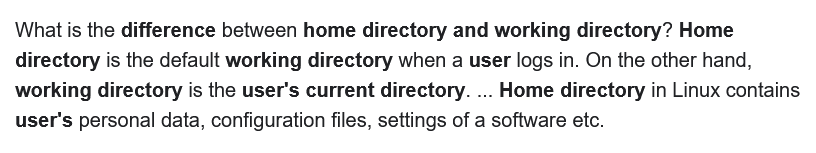 What is the difference between home directory and working directory? Home
directory is the default working directory when a user logs in. On the other hand,
working directory is the user's current directory. ... Home directory in Linux contains
user's personal data, configuration files, settings of a software etc.